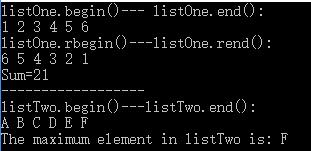 listOne.begin()--- listOne.end():
1 2 3 4 5 6
listOne.rbegin()---listOne.rend():
6 5 4 3 2 1
Sum=21
------------------
listTwo.begin()---listTwo.end():
A B C D E F
The maximum element in listTwo is: F